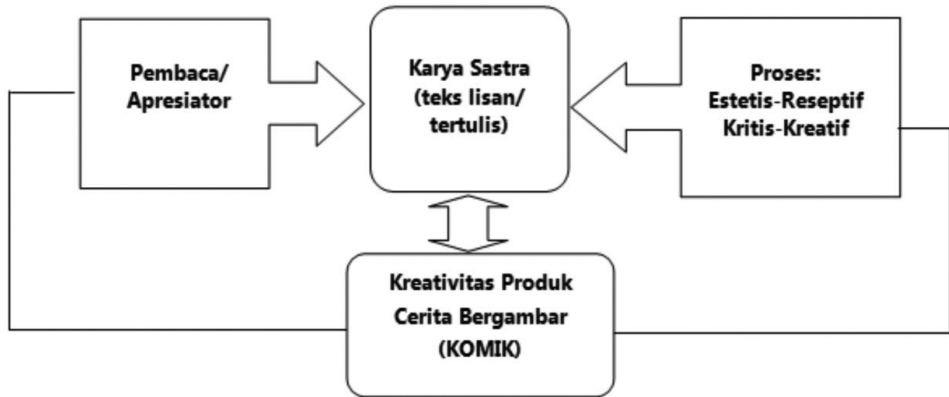 Pembaca/
Apresiator
Karya Sastra
(teks lisan/
tertulis)
Proses:
Estetis-Reseptif
Kritis-Kreatif
Kreativitas Produk
Cerita Bergambar
(KOMIK)